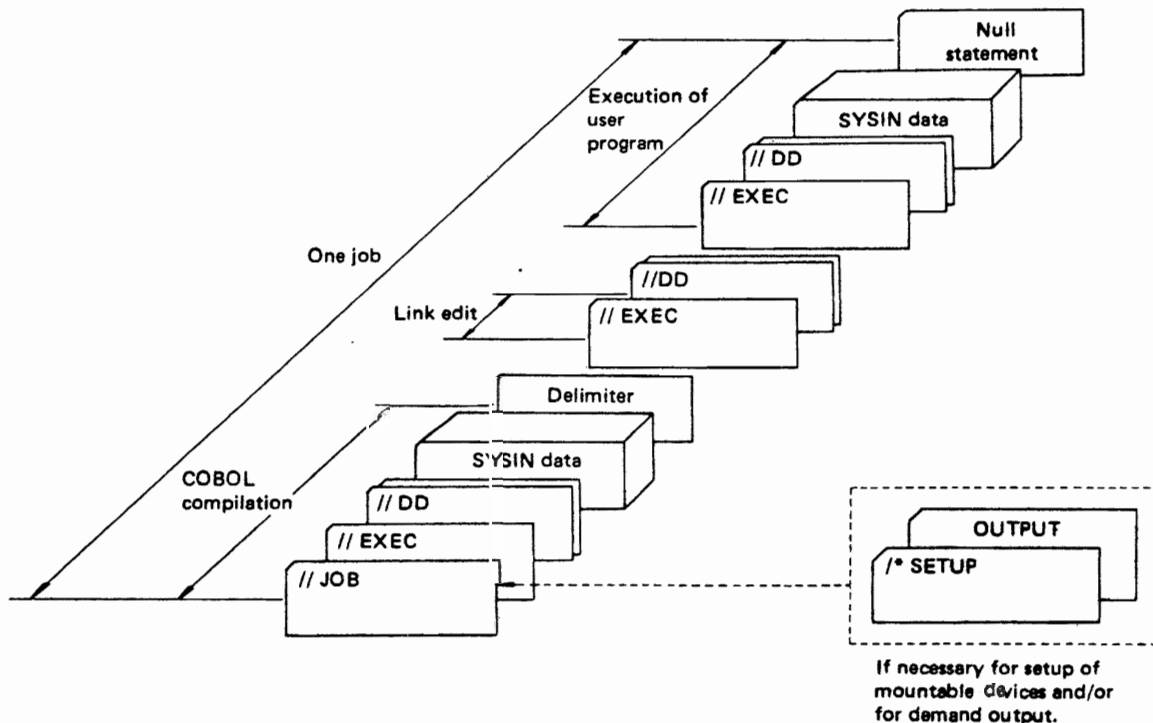 Null
statement
Execution of
user
program
SYSIN data
// DD
// EXEC
One job
//DD
Link edit
// EXEC
Delimiter
SYSIN data
COBOL
compilation
// DD
// EXEC
// JOB
OUTPUT
/* SETUP
If necessary for setup of
mountable devices and/or
for demand output.